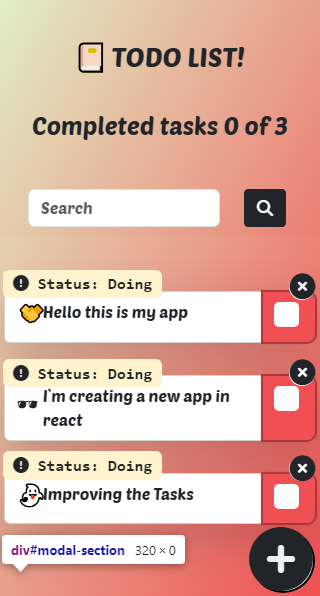 TODO LIST!
Completed tasks 0 of 3
Search
Status: Doing
Hello this is my app
Status: Doing
I`m creating a new app in
react
Status: Doing
Improving the Tasks
div#modal-section 320 × 0